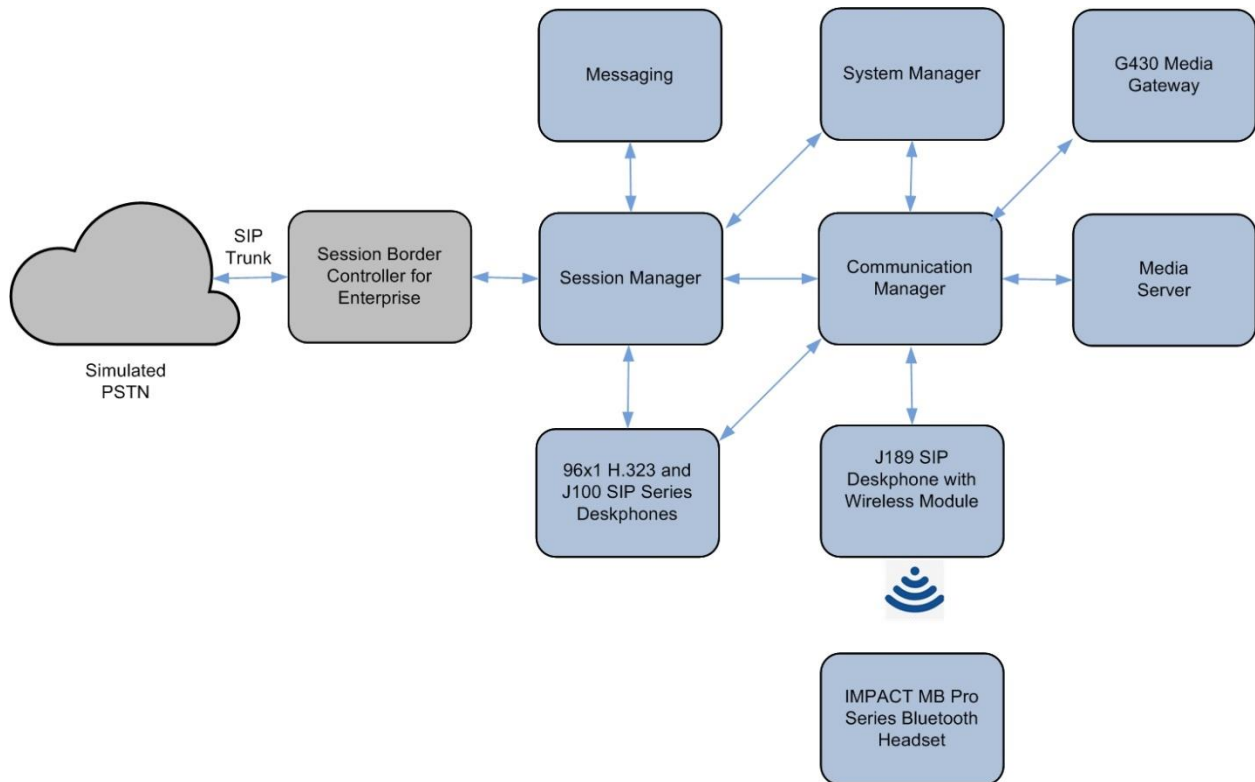 Messaging
System Manager
G430 Media
Gateway
SIP
Trunk
Session Border
Controller for
Enterprise
Session Manager
Communication
Manager
Media
Server
Simulated
PSTN
96x1 H.323 and
J100 SIP Series
Deskphones
J189 SIP
Deskphone with
Wireless Module
IMPACT MB Pro
Series Bluetooth
Headset